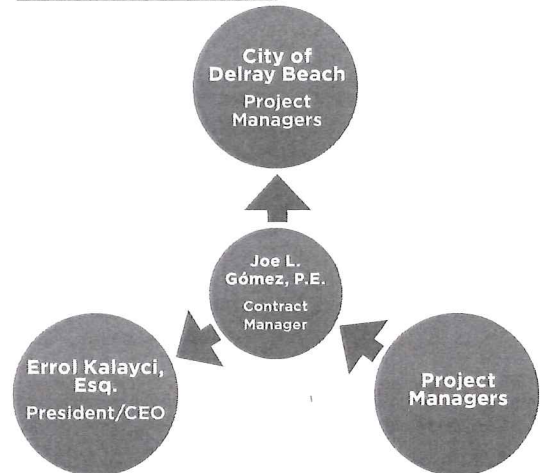 City of
Delray Beach
Project
Managers
Joe L.
Gómez, P.E.
Contract
Manager
Errol Kalayci,
Esq.
President/CEO
Project
Managers